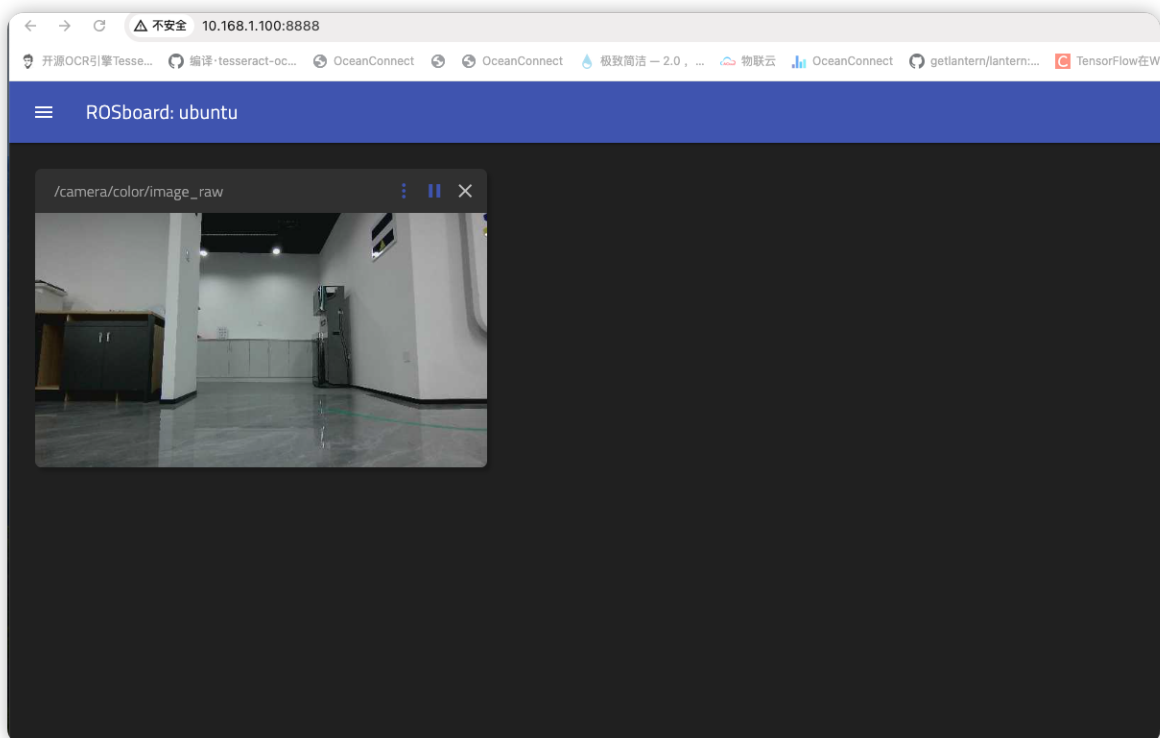 不安全 10.168.1.100:8888
开源OCR引擎Tesse... 编译·tesseract-oc... OceanConnect OceanConnect 极致简洁 — 2.0 ， ... 物联云 OceanConnect getlantern/lantern:... TensorFlow在W
ROSboard: ubuntu
/camera/color/image_raw